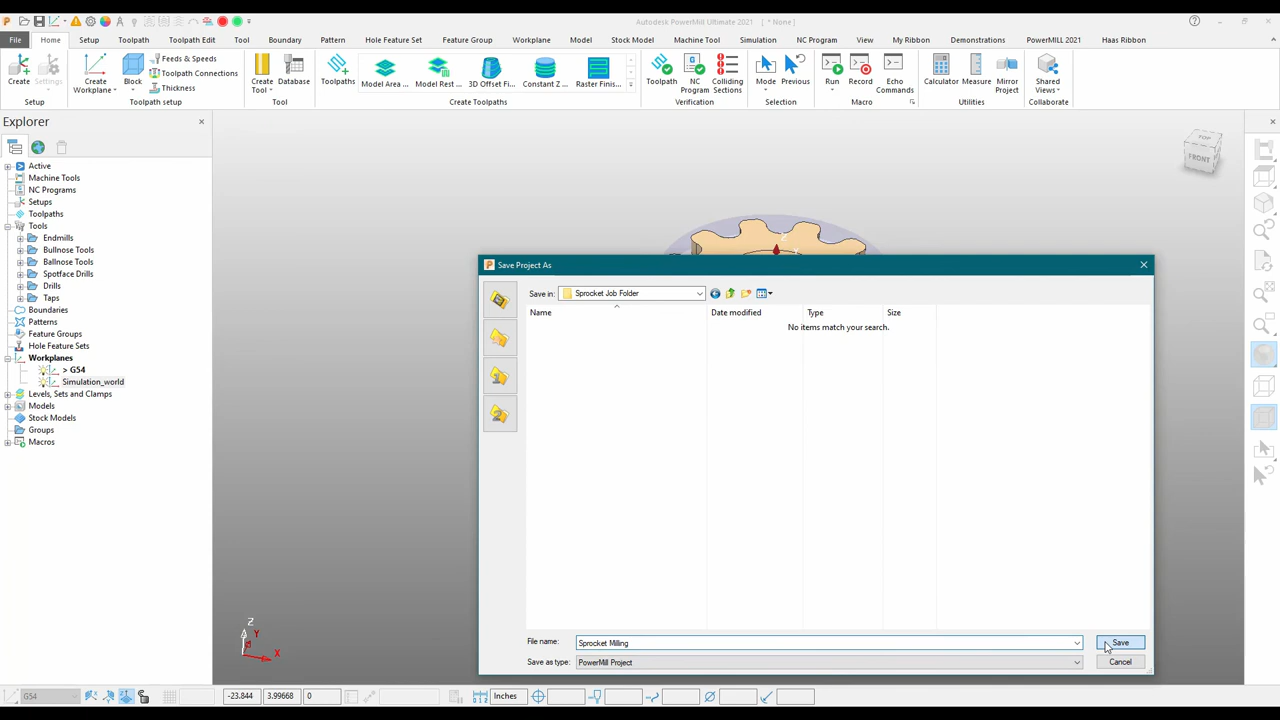 Autodesk PowerMill Ultimate 2021 [ * None ]
File Home Setup Toolpath Toolpath Edit Tool Boundary Pattern Hole Feature Set Feature Group Workplane Model Stock Model Machine Tool Simulation NC Program View My Ribbon Demonstrations PowerMILL 2021 Haas Ribbon
Create Settings
Setup
Create Workplane
Block
Feeds & Speeds
Toolpath Connections
Thickness
Toolpath setup
Create Tool
Database
Tool
Toolpaths
Model Area ...
Model Rest ...
3D Offset Fi...
Constant Z ...
Raster Finis...
Create Toolpaths
Toolpath
NC Program
Colliding Sections
Verification
Mode
Previous
Selection
Run
Record
Echo Commands
Macro
Calculator
Measure
Mirror Project
Utilities
Shared Views
Collaborate
Explorer
Active
Machine Tools
NC Programs
Setups
Toolpaths
Tools
Endmills
Bullnose Tools
Ballnose Tools
Spotface Drills
Drills
Taps
Boundaries
Patterns
Feature Groups
Hole Feature Sets
Workplanes
> G54
Simulation_world
Levels, Sets and Clamps
Models
Stock Models
Groups
Macros
TOP
FRONT
Z
Save Project As
Save in: Sprocket Job Folder
Name Date modified Type Size
No items match your search.
File name: Sprocket Milling Save
Save as type: PowerMill Project Cancel
Z
Y
X
G54 -23.844 3.99668 0 Inches